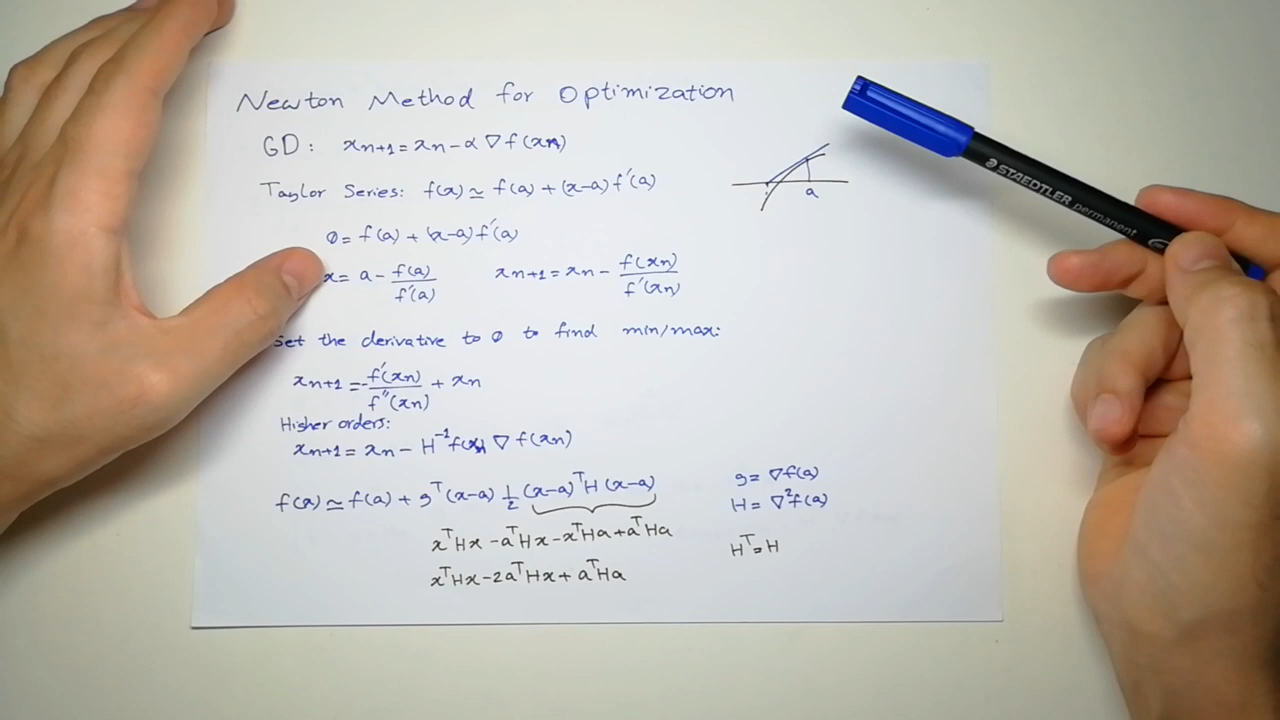 Newton Method for Optimization
GD: xn+1 = xn - α ∇ f(xn)
Taylor Series: f(x) ≃ f(a) + (x-a) f'(a)
a
0 = f(a) + (x-a) f'(a)
x = a - f(a)/f'(a)    xn+1 = xn - f(xn)/f'(xn)
Set the derivative to 0 to find min/max:
xn+1 = - f'(xn)/f''(xn) + xn
Higher orders:
xn+1 = xn - H⁻¹ f(xn) ∇ f(xn)
f(x) ≃ f(a) + gᵀ (x-a) 1/2 (x-a)ᵀ H (x-a)
g = ∇f(a)
H = ∇²f(a)
xᵀHx - aᵀHx - xᵀHa + aᵀHa
Hᵀ = H
xᵀHx - 2aᵀHx + aᵀHa
STAEDTLER permanent